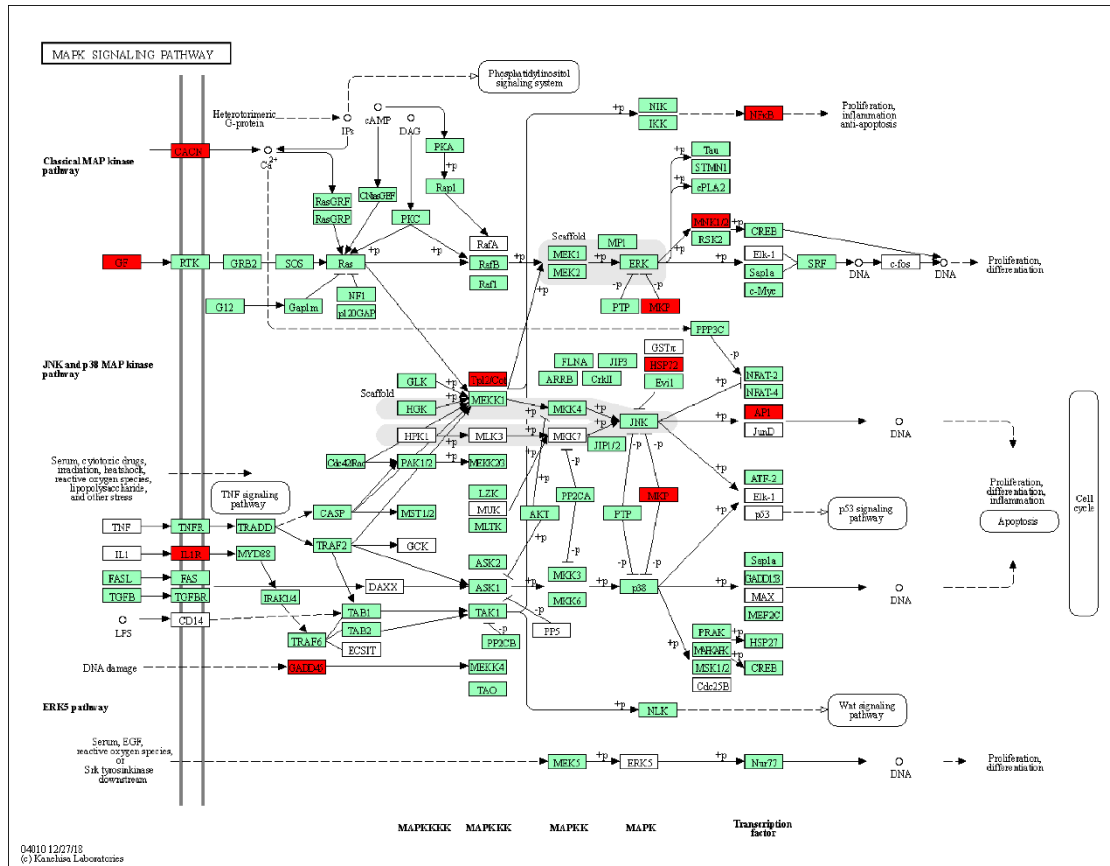 MAPK SIGNALING PATHWAY
Phosphatidylinositol
signaling system
Heterotorimeric
G-protein
IP3
cAMP
DAG
Ca2+
CACN
Classical MAP kinase
pathway
PKA
+p
Rap1
RasGRF
RasGRP
CNasGEF
PKC
+p
RafA
RafB
Raf1
+p
+p
GF
RTK
GRB2
SOS
Ras
G12
Gap1m
NF1
p120GAP
+p
NIK
IKK
+p
NFκB
Proliferation,
inflammation
anti-apoptosis
+p
+p
Tau
STMN1
cPLA2
Scaffold
MP1
MEK1
MEK2
+p
+p
ERK
+p
MNK1/2
RSK2
+p
CREB
Elk-1
Sap1a
c-Myc
+p
SRF
DNA
c-fos
DNA
Proliferation,
differentiation
-p
-p
PTP
MKP
PPP3C
-p
JNK and p38 MAP kinase
pathway
Scaffold
GLK
HGK
HPK1
+p
+p
+p
+p
Tpl2/Cot
MEKK1
MLK3
+p
Cdc42/Rac
PAK1/2
+p
MEKK2/3
FLNA
JIP3
ARRB
CrkII
GSTπ
HSP72
Evi1
MKK4
+p
MKK7
+p
JIP1/2
JNK
NFAT-2
NFAT-4
+p
+p
AP1
JunD
DNA
Serum, cytotoxic drugs,
irradiation, heatshock,
reactive oxygen species,
lipopolysaccharide,
and other stress
TNF signaling
pathway
LZK
MUK
MLTK
-p
AKT
+p
PP2CA
-p
-p
-p
-p
-p
PTP
MKP
+p
ATF-2
Elk-1
p53
p53 signaling
pathway
Proliferation,
differentiation,
inflammation
Apoptosis
Cell
cycle
TNF
TNFR
TRADD
CASP
MST1/2
IL1
IL1R
MYD88
TRAF2
GCK
FASL
FAS
DAXX
TGFB
TGFBR
IRAK1/4
LPS
CD14
TRAF6
TAB1
TAB2
ECSIT
ASK2
ASK1
TAK1
+p
-p
PP2CB
PP5
MKK3
MKK6
+p
p38
+p
Sap1a
GADD153
MAX
MEF2C
DNA
+p
PRAK
MAPKAPK
MSK1/2
Cdc25B
+p
+p
HSP27
CREB
DNA damage
GADD45
MEKK4
TAO
NLK
Wnt signaling
pathway
ERK5 pathway
Serum, EGF,
reactive oxygen species,
or
Srk tyrosinkinase
downstream
MEK5
+p
ERK5
+p
Nur77
DNA
Proliferation,
differentiation
MAPKKKK
MAPKKK
MAPKK
MAPK
Transcription
factor
04010 12/27/18
(c) Kanehisa Laboratories